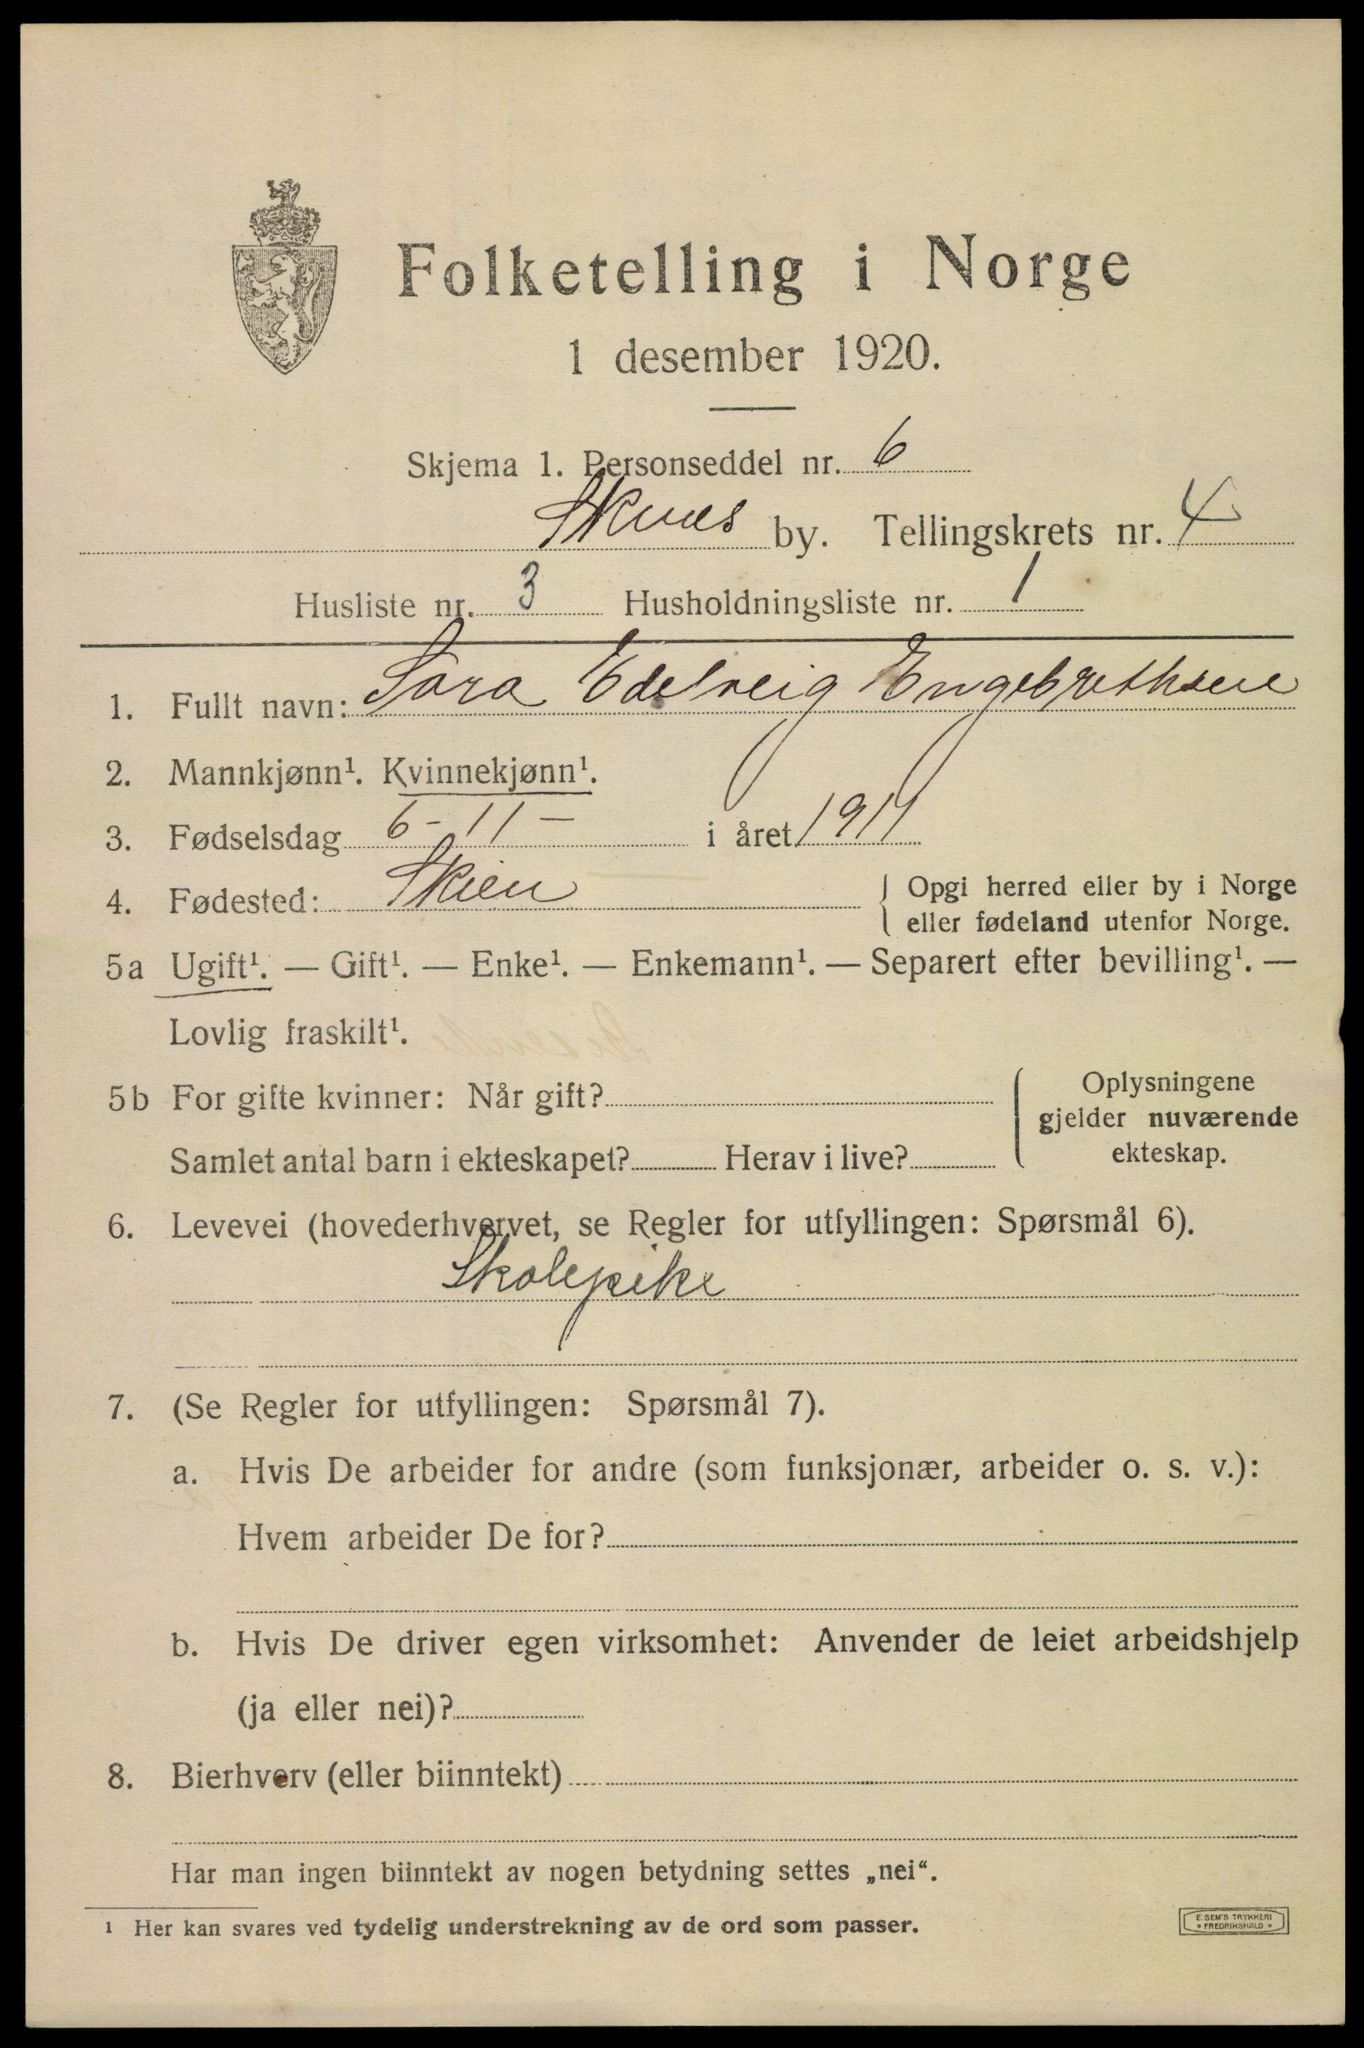 Folketelling i Norge
1 desember 1920.
Skjema 1. Personseddel nr. 6
Skiens by. Tellingskrets nr. 4
Husliste nr. 3 Husholdningsliste nr. 1
1. Fullt navn: Sara Edelveig Engebrethsen
2. Mannkjønn¹. Kvinnekjønn¹.
3. Fødselsdag 6 - 11 - i året 1911
4. Fødested: Skien { Opgi herred eller by i Norge
eller fødeland utenfor Norge.
5a Ugift¹. — Gift¹. — Enke¹. — Enkemann¹. — Separert efter bevilling¹. —
Lovlig fraskilt¹.
5b For gifte kvinner: Når gift? { Oplysningene
gjelder nuværende
Samlet antal barn i ekteskapet? Herav i live? ekteskap.
6. Levevei (hovederhvervet, se Regler for utfyllingen: Spørsmål 6).
Skolepike
7. (Se Regler for utfyllingen: Spørsmål 7).
a. Hvis De arbeider for andre (som funksjonær, arbeider o. s. v.):
Hvem arbeider De for?
b. Hvis De driver egen virksomhet: Anvender de leiet arbeidshjelp
(ja eller nei)?
8. Bierhverv (eller biinntekt)
Har man ingen biinntekt av nogen betydning settes „nei“.
¹ Her kan svares ved tydelig understrekning av de ord som passer.
E. SEM'S TRYKKERI
* FREDRIKSHALD *